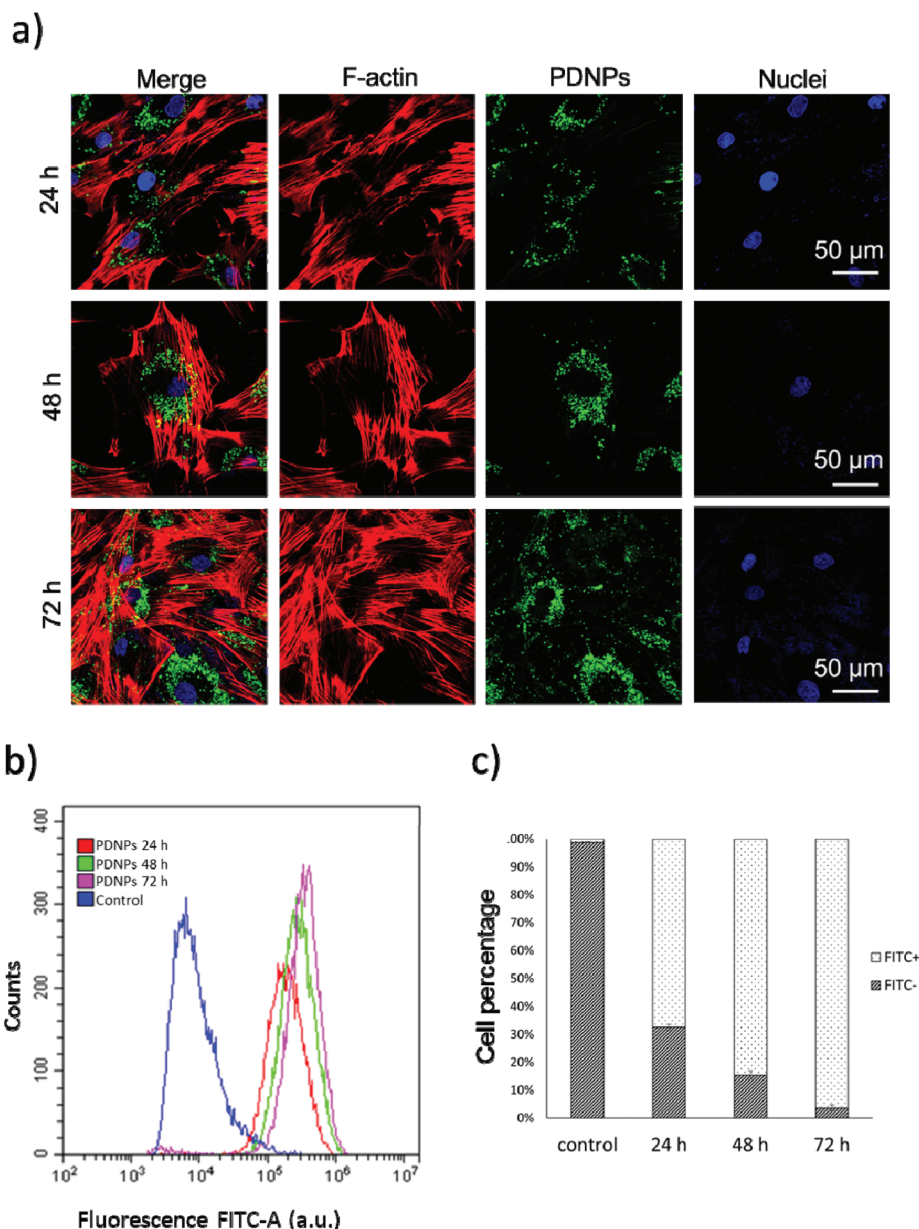 a)
Merge F-action PDNPs Nuclei
24 h
50 µm
48 h
50 µm
72 h
50 µm
b)
400
300
200
100
0
Counts
PDNPs 24 h
PDNPs 48 h
PDNPs 72 h
Control
10² 10³ 10⁴ 10⁵ 10⁶ 10⁷
Fluorescence FITC-A (a.u.)
c)
.00%
90%
80%
70%
60%
50%
40%
30%
20%
10%
0%
Cell percentage
control 24 h 48 h 72 h
FITC+
FITC-